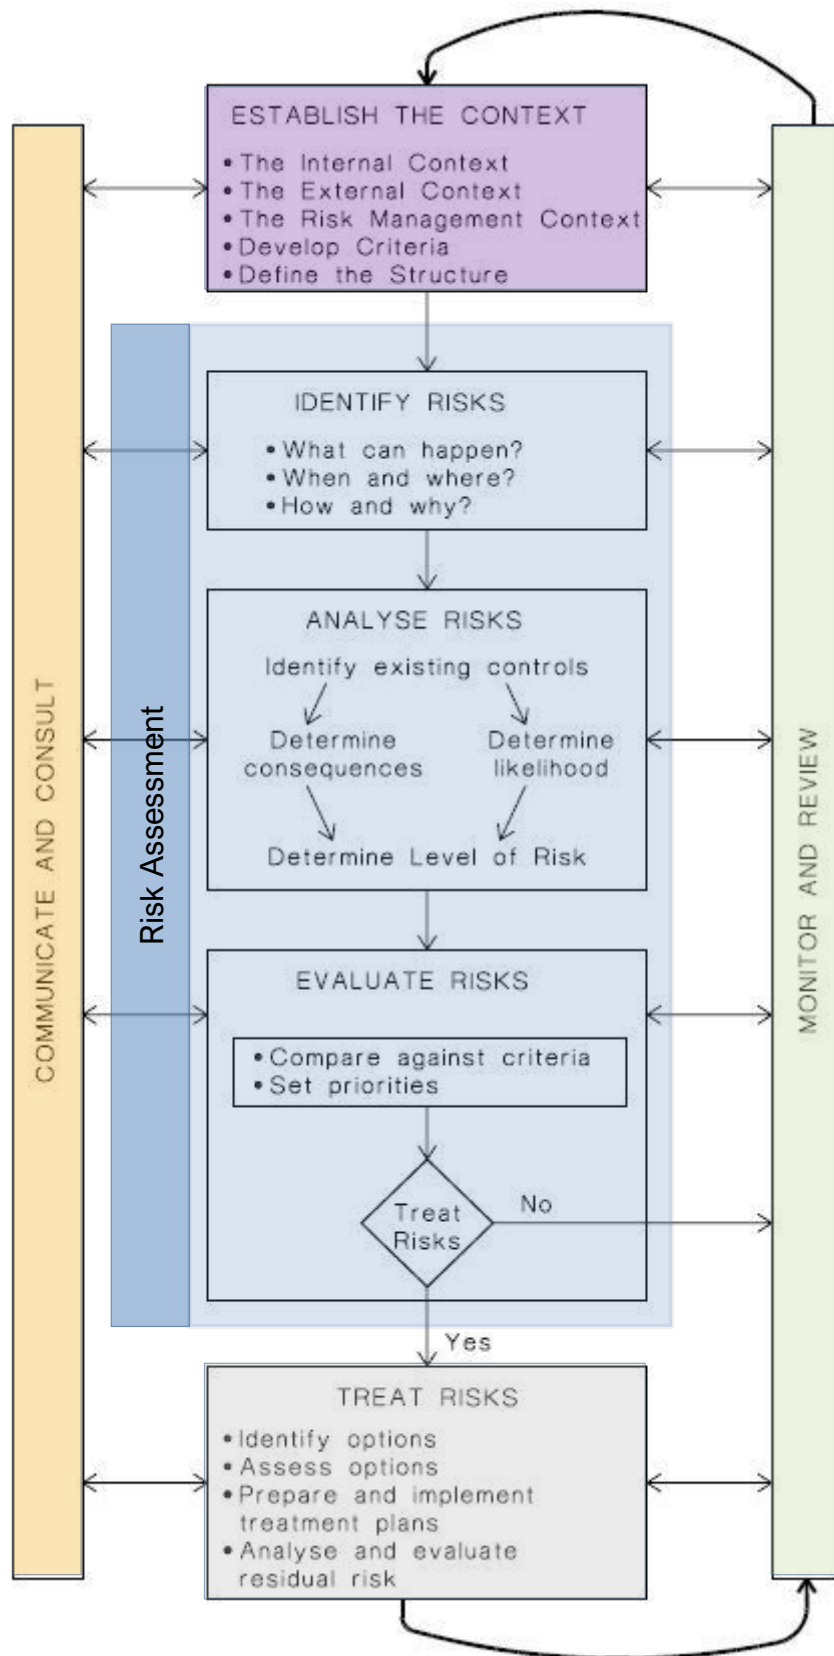 ESTABLISH THE CONTEXT
• The Internal Context
• The External Context
• The Risk Management Context
• Develop Criteria
• Define the Structure
IDENTIFY RISKS
• What can happen?
• When and where?
• How and why?
ANALYSE RISKS
Identify existing controls
Determine
consequences
Determine
likelihood
Determine Level of Risk
EVALUATE RISKS
• Compare against criteria
• Set priorities
Treat
Risks
No
Yes
TREAT RISKS
• Identify options
• Assess options
• Prepare and implement
treatment plans
• Analyse and evaluate
residual risk
COMMUNICATE AND CONSULT
Risk Assessment
MONITOR AND REVIEW